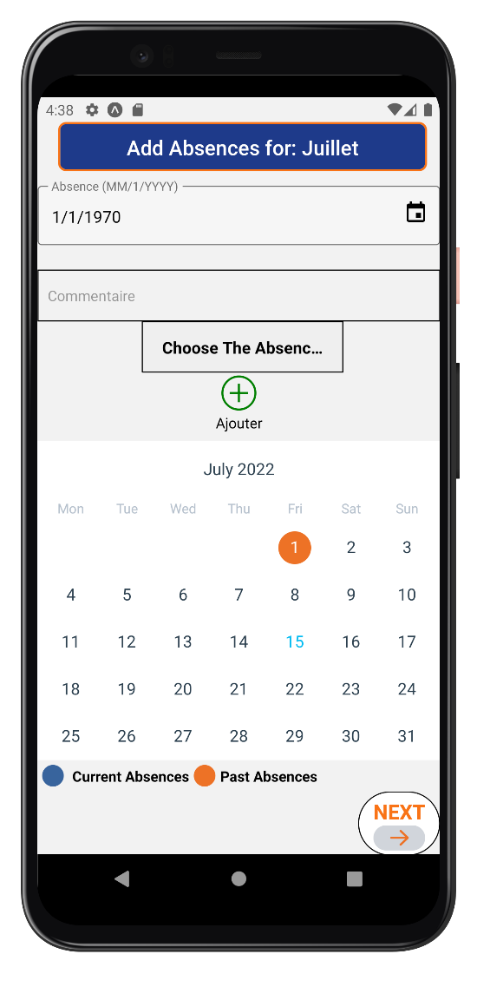 4:38
Add Absences for: Juillet
Absence (MM/1/YYYY)
1/1/1970
Commentaire
Choose The Absenc...
Ajouter
July 2022
Mon Tue Wed Thu Fri Sat Sun
1 2 3
4 5 6 7 8 9 10
11 12 13 14 15 16 17
18 19 20 21 22 23 24
25 26 27 28 29 30 31
Current Absences Past Absences
NEXT